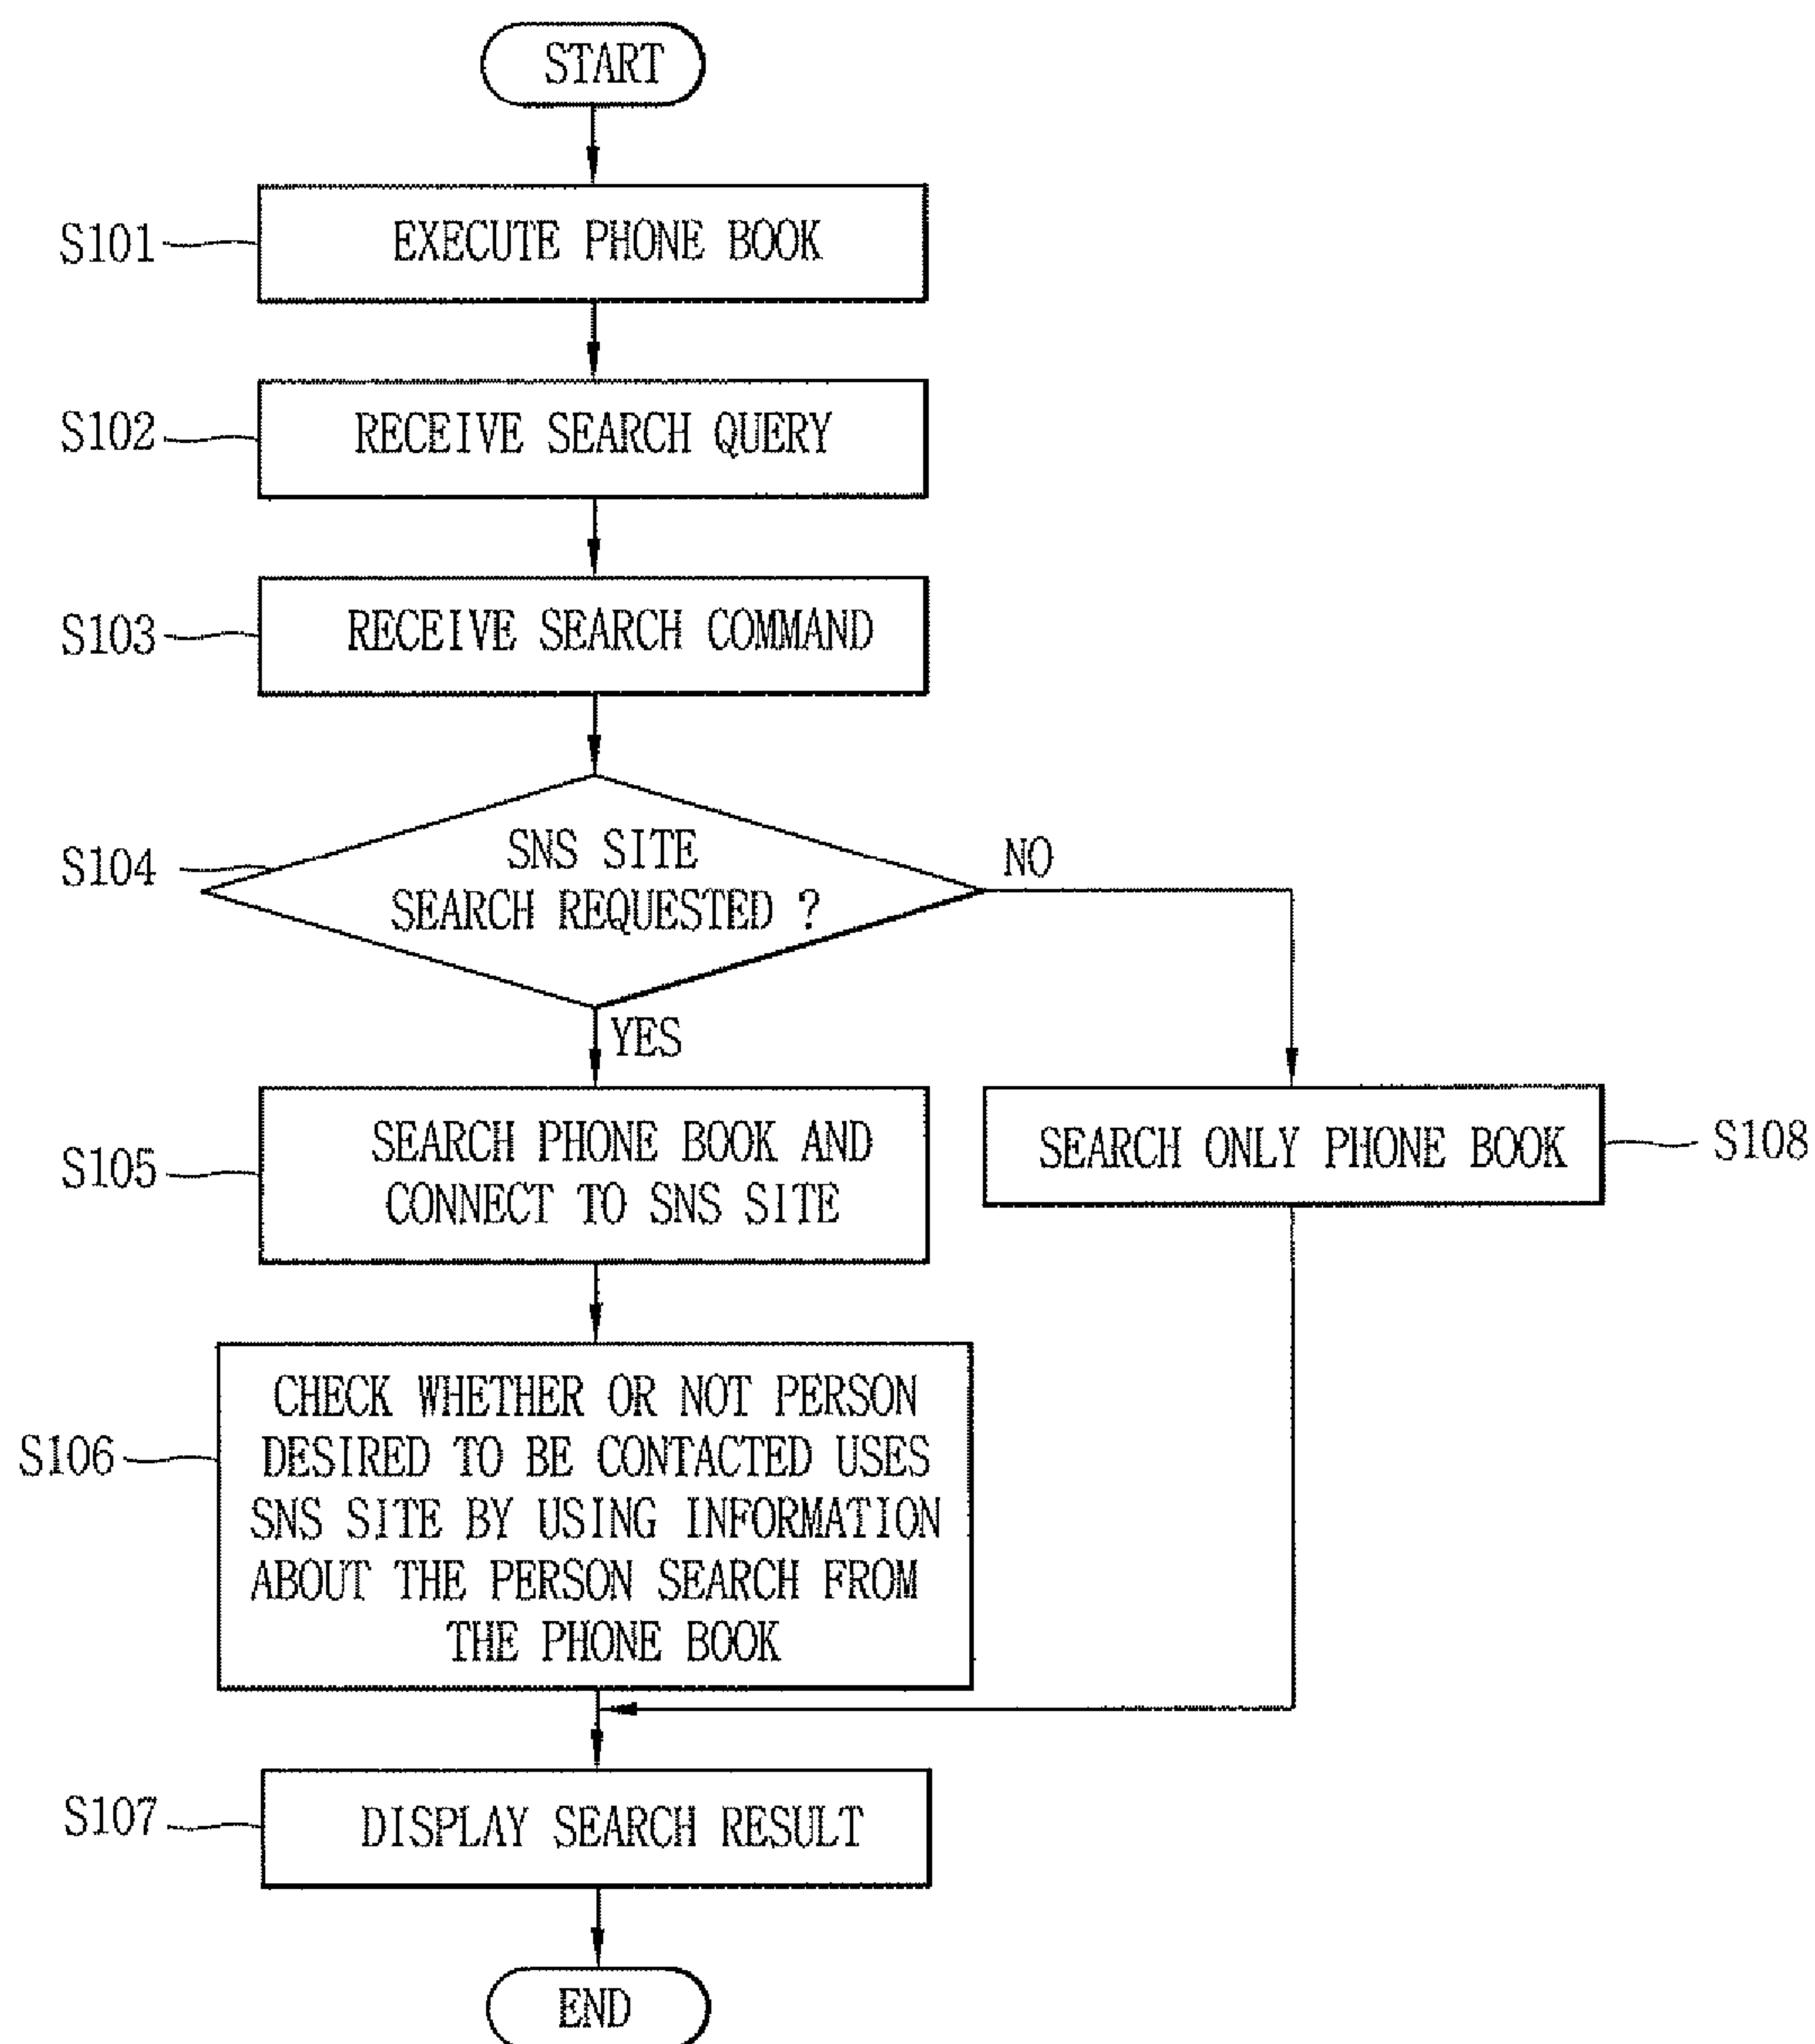 START
S101
EXECUTE PHONE BOOK
S102
RECEIVE SEARCH QUERY
S103
RECEIVE SEARCH COMMAND
S104
SNS SITE
SEARCH REQUESTED ?
NO
YES
S105
SEARCH PHONE BOOK AND
CONNECT TO SNS SITE
SEARCH ONLY PHONE BOOK
S108
S106
CHECK WHETHER OR NOT PERSON
DESIRED TO BE CONTACTED USES
SNS SITE BY USING INFORMATION
ABOUT THE PERSON SEARCH FROM
THE PHONE BOOK
S107
DISPLAY SEARCH RESULT
END